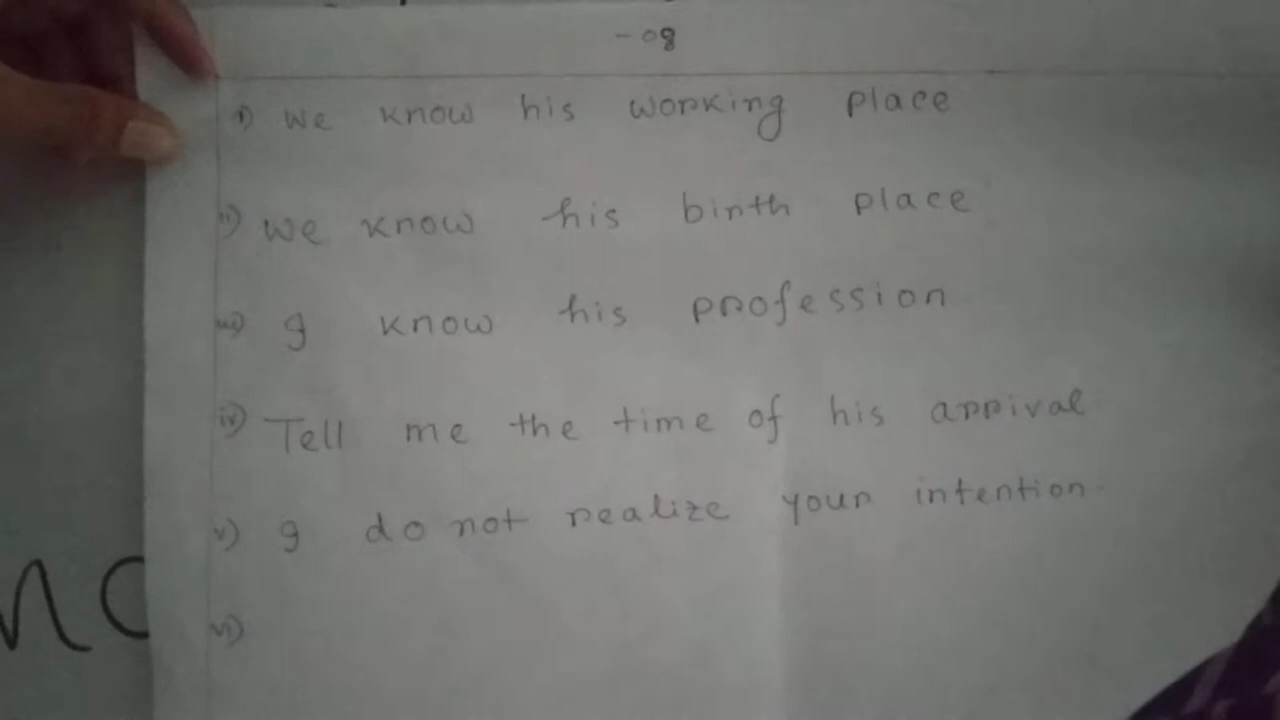 -08
i) We know his working place
ii) We know his birth place
iii) I know his profession
iv) Tell me the time of his arrival
v) I do not realize your intention.
vi)